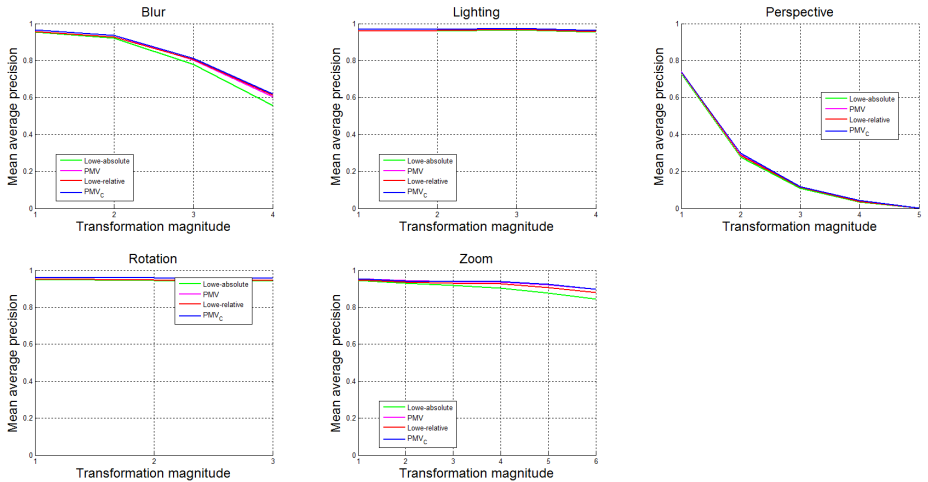 Blur
Mean average precision
1
0.8
0.6
0.4
0.2
0
Lowe-absolute
PMV
Lowe-relative
PMV_C
1 2 3 4
Transformation magnitude
Lighting
Mean average precision
1
0.8
0.6
0.4
0.2
0
Lowe-absolute
PMV
Lowe-relative
PMV_C
1 2 3 4
Transformation magnitude
Perspective
Mean average precision
1
0.8
0.6
0.4
0.2
0
Lowe-absolute
PMV
Lowe-relative
PMV_C
1 2 3 4 5
Transformation magnitude
Rotation
Mean average precision
1
0.8
0.6
0.4
0.2
0
Lowe-absolute
PMV
Lowe-relative
PMV_C
1 2 3
Transformation magnitude
Zoom
Mean average precision
1
0.8
0.6
0.4
0.2
0
Lowe-absolute
PMV
Lowe-relative
PMV_C
1 2 3 4 5 6
Transformation magnitude